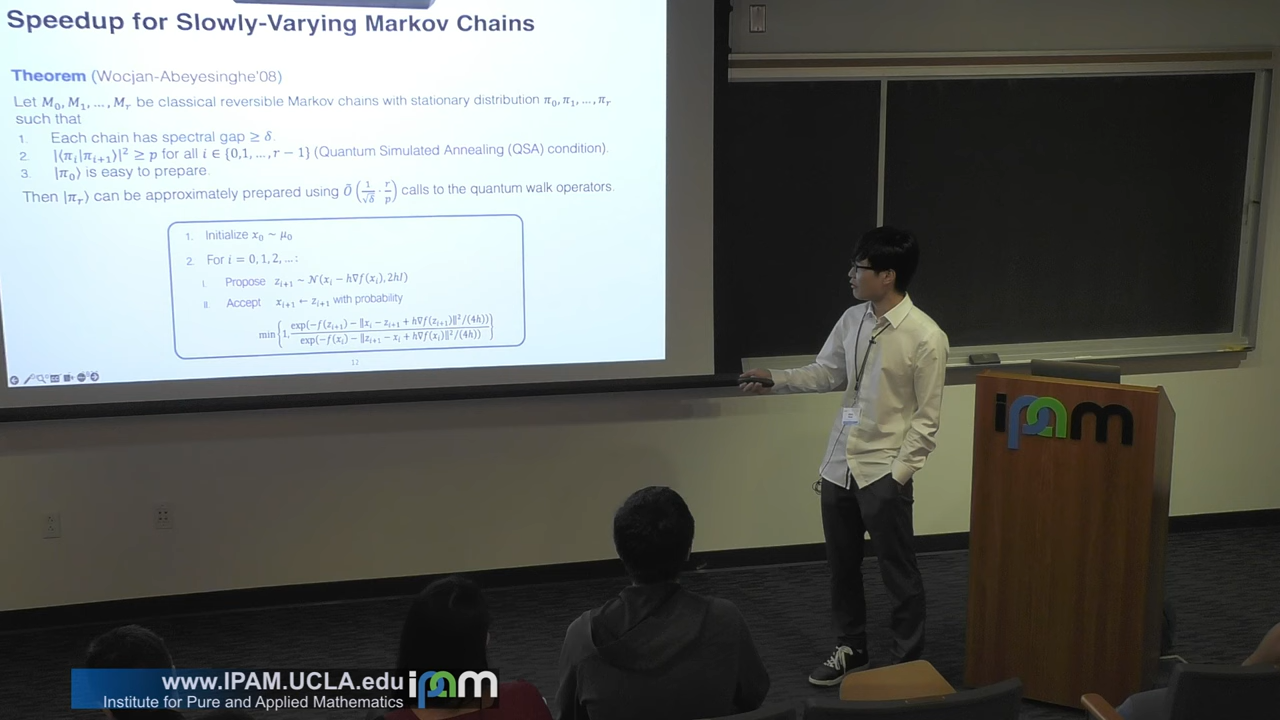 Speedup for Slowly-Varying Markov Chains
Theorem (Wocjan-Abeyesinghe'08)
Let M₀, M₁, …, Mᵣ be classical reversible Markov chains with stationary distribution π₀, π₁, …, πᵣ
such that
1. Each chain has spectral gap ≥ δ.
2. |⟨πᵢ|πᵢ₊₁⟩|² ≥ p for all i ∈ {0,1, …, r − 1} (Quantum Simulated Annealing (QSA) condition).
3. |π₀⟩ is easy to prepare.
Then |πᵣ⟩ can be approximately prepared using Õ(1/√δ · r/p) calls to the quantum walk operators.
1. Initialize x₀ ~ μ₀
2. For i = 0,1,2, …:
I. Propose zᵢ₊₁ ~ 𝒩(xᵢ − h∇f(xᵢ), 2hI)
II. Accept xᵢ₊₁ ← zᵢ₊₁ with probability
min {1, exp(−f(zᵢ₊₁) − ‖xᵢ − zᵢ₊₁ + h∇f(zᵢ₊₁)‖²/(4h)) / exp(−f(xᵢ) − ‖zᵢ₊₁ − xᵢ + h∇f(xᵢ)‖²/(4h))}
12
ipam
www.IPAM.UCLA.edu
ipam
Institute for Pure and Applied Mathematics